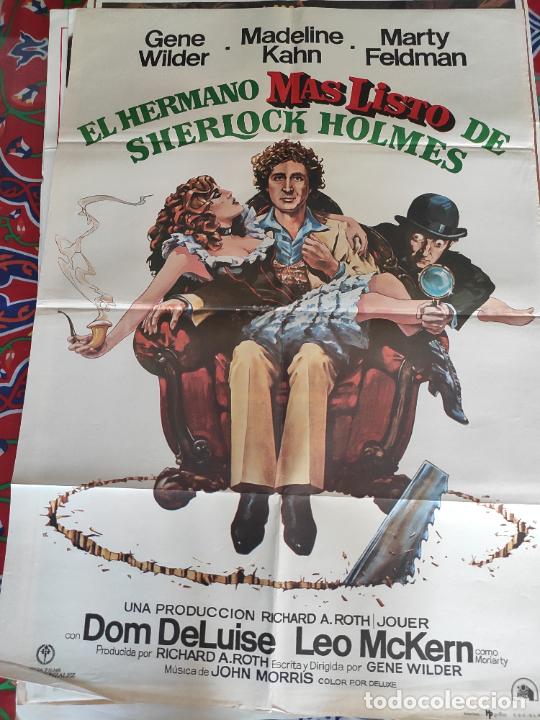 Gene Wilder · Madeline Kahn · Marty Feldman
EL HERMANO MAS LISTO DE
SHERLOCK HOLMES
UNA PRODUCCION RICHARD A. ROTH | JOUER
con Dom DeLuise Leo McKern como Moriarty
Producida por RICHARD A. ROTH Escrita y Dirigida por GENE WILDER
Música de JOHN MORRIS COLOR POR DELUXE
todocoleccion.net